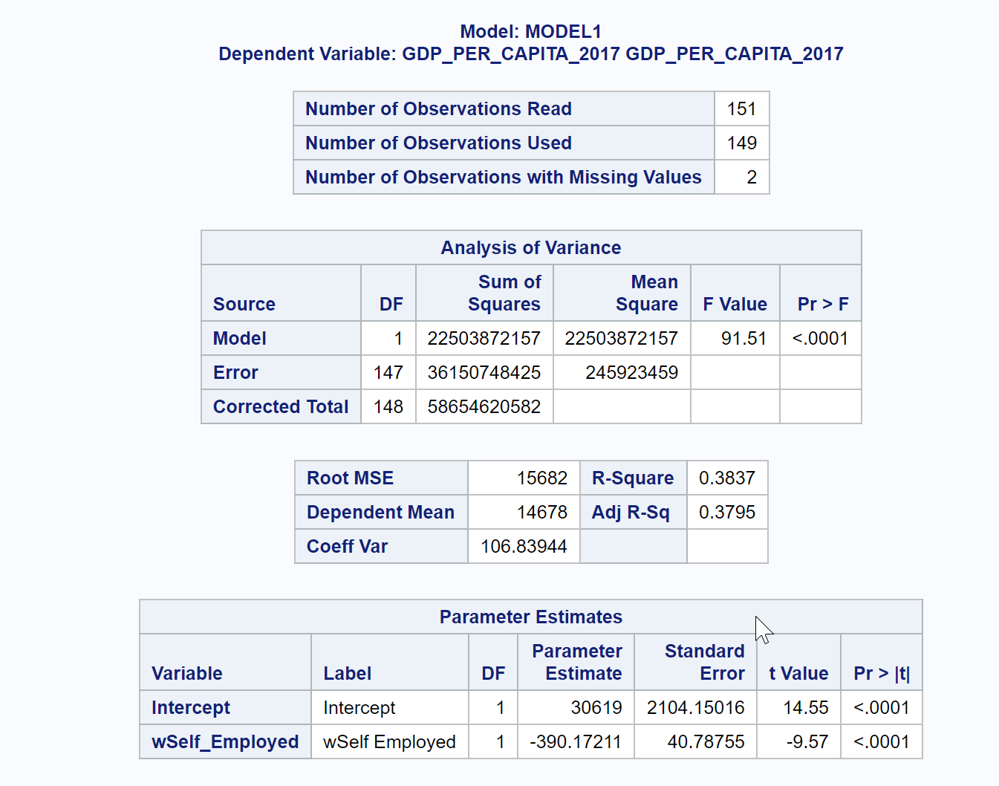 Model: MODEL1
Dependent Variable: GDP_PER_CAPITA_2017 GDP_PER_CAPITA_2017
Number of Observations Read 151
Number of Observations Used 149
Number of Observations with Missing Values 2
Analysis of Variance
Source DF Sum of Squares Mean Square F Value Pr > F
Model 1 22503872157 22503872157 91.51 <.0001
Error 147 36150748425 245923459
Corrected Total 148 58654620582
Root MSE 15682 R-Square 0.3837
Dependent Mean 14678 Adj R-Sq 0.3795
Coeff Var 106.83944
Parameter Estimates
Variable Label DF Parameter Estimate Standard Error t Value Pr > |t|
Intercept Intercept 1 30619 2104.15016 14.55 <.0001
wSelf_Employed wSelf Employed 1 -390.17211 40.78755 -9.57 <.0001